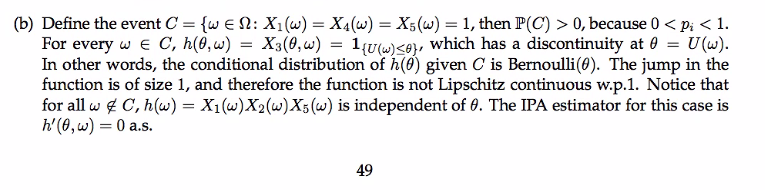 (b) Define the event C = {ω ∈ Ω: X₁(ω) = X₄(ω) = X₅(ω) = 1, then ℙ(C) > 0, because 0 < pᵢ < 1.
For every ω ∈ C, h(θ, ω) = X₃(θ, ω) = 1_{U(ω)≤θ}, which has a discontinuity at θ = U(ω).
In other words, the conditional distribution of h(θ) given C is Bernoulli(θ). The jump in the
function is of size 1, and therefore the function is not Lipschitz continuous w.p.1. Notice that
for all ω ∉ C, h(ω) = X₁(ω)X₂(ω)X₅(ω) is independent of θ. The IPA estimator for this case is
h′(θ, ω) = 0 a.s.
49